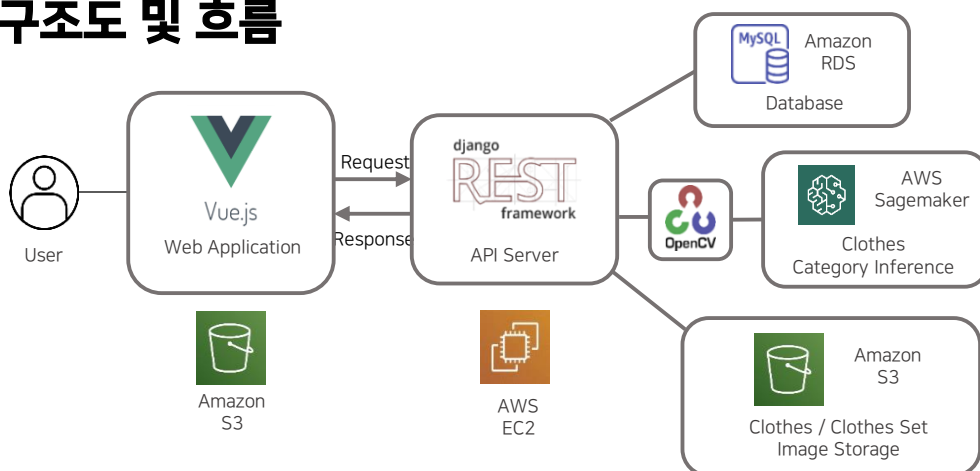 구조도 및 흐름
MySQL
Amazon
RDS
Database
User
Vue.js
Web Application
Request
Response
django
REST
framework
API Server
OpenCV
AWS
Sagemaker
Clothes
Category Inference
Amazon
S3
AWS
EC2
Amazon
S3
Clothes / Clothes Set
Image Storage